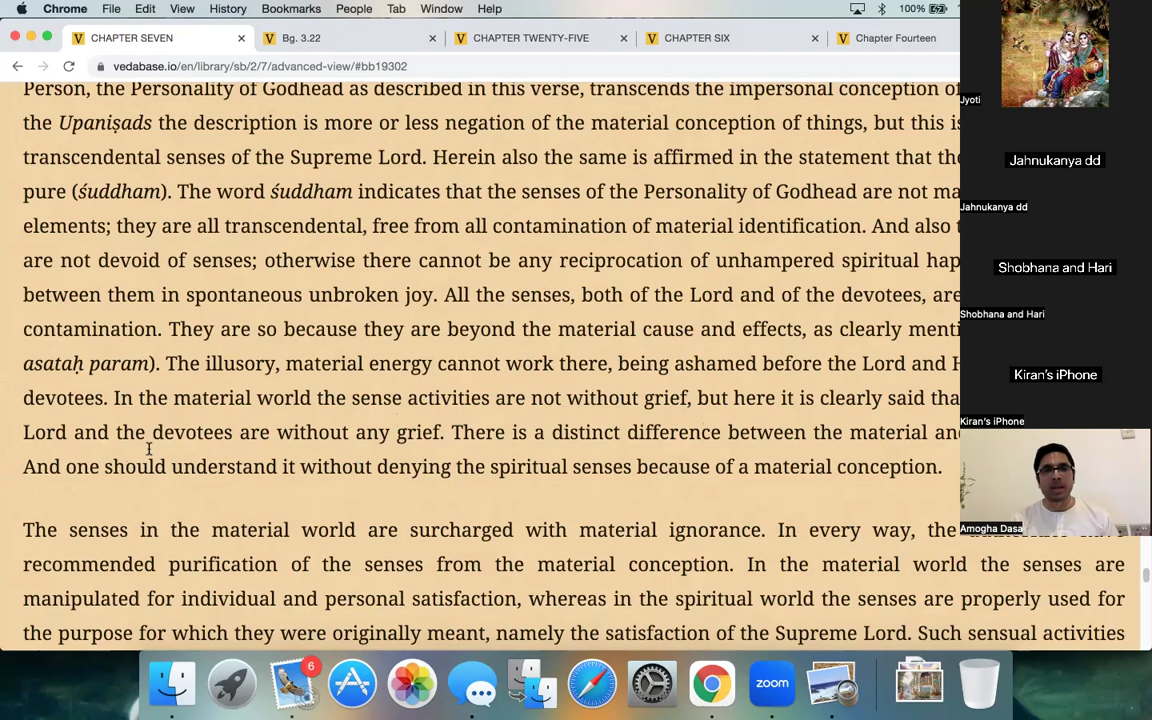 Chrome File Edit View History Bookmarks People Tab Window Help 100%
CHAPTER SEVEN Bg. 3.22 CHAPTER TWENTY-FIVE CHAPTER SIX Chapter Fourteen
vedabase.io/en/library/sb/2/7/advanced-view/#bb19302
Person, the Personality of Godhead as described in this verse, transcends the impersonal conception of
the Upaniṣads the description is more or less negation of the material conception of things, but this is
transcendental senses of the Supreme Lord. Herein also the same is affirmed in the statement that the
pure (śuddham). The word śuddham indicates that the senses of the Personality of Godhead are not ma
elements; they are all transcendental, free from all contamination of material identification. And also
are not devoid of senses; otherwise there cannot be any reciprocation of unhampered spiritual hap
between them in spontaneous unbroken joy. All the senses, both of the Lord and of the devotees, are
contamination. They are so because they are beyond the material cause and effects, as clearly menti
asataḥ param). The illusory, material energy cannot work there, being ashamed before the Lord and H
devotees. In the material world the sense activities are not without grief, but here it is clearly said tha
Lord and the devotees are without any grief. There is a distinct difference between the material an
And one should understand it without denying the spiritual senses because of a material conception.
The senses in the material world are surcharged with material ignorance. In every way, the
recommended purification of the senses from the material conception. In the material world the senses are
manipulated for individual and personal satisfaction, whereas in the spiritual world the senses are properly used for
the purpose for which they were originally meant, namely the satisfaction of the Supreme Lord. Such sensual activities
Jyoti
Jahnukanya dd
Jahnukanya dd
Shobhana and Hari
Shobhana and Hari
Kiran's iPhone
Kiran's iPhone
Amogha Dasa
6
zoom